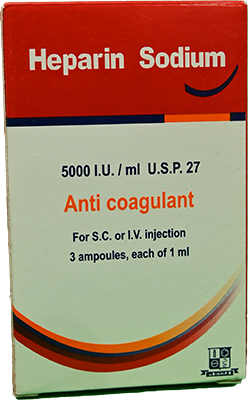 Heparin Sodium
5000 I.U. / ml U.S.P. 27
Anti coagulant
For S.C. or I.V. injection
3 ampoules, each of 1 ml